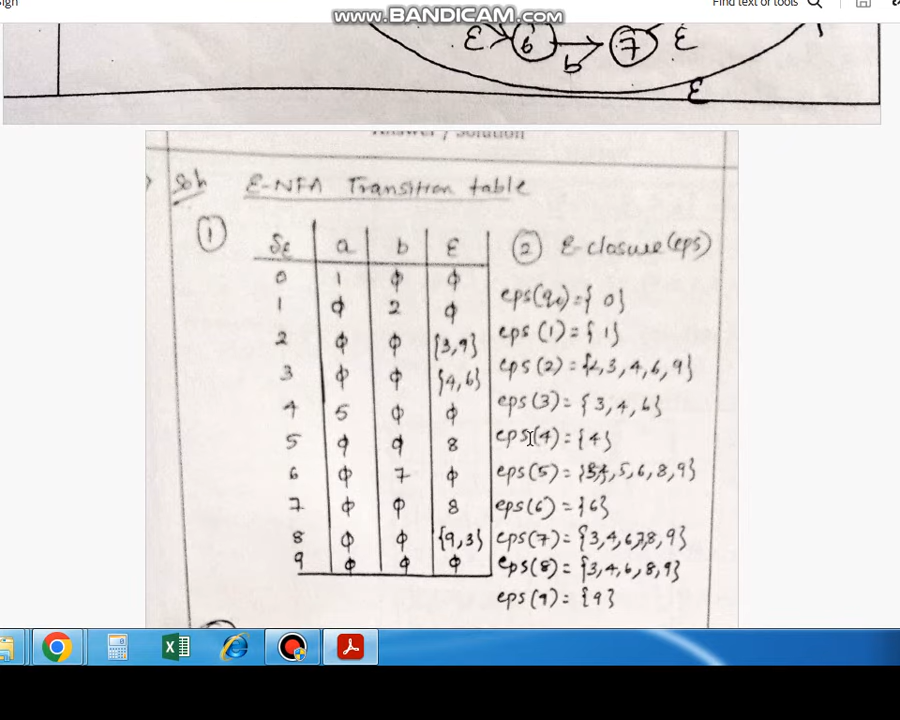 sign
www.BANDICAM.com
Find text or tools
ε 6 b 7 ε
ε
Answer / Solution
Soln ε-NFA Transition table
① ② ε-closure(eps)
a b ε
0 1 ϕ ϕ eps(q₀)={ 0}
1 ϕ 2 ϕ eps (1) = { 1}
2 ϕ ϕ {3,9} eps (2) = {2, 3, 4, 6, 9}
3 ϕ ϕ {4,6} eps (3) = { 3, 4, 6}
4 5 ϕ ϕ eps(4) = {4}
5 ϕ ϕ 8 eps(5) = {3,4, 5, 6, 8, 9}
6 ϕ 7 ϕ eps(6) = {6}
7 ϕ ϕ 8 eps(7) = {3,4,6,7,8, 9}
8 ϕ ϕ {9,3} eps(8) = {3,4, 6, 8, 9}
9 ϕ ϕ ϕ eps (9) = {9}